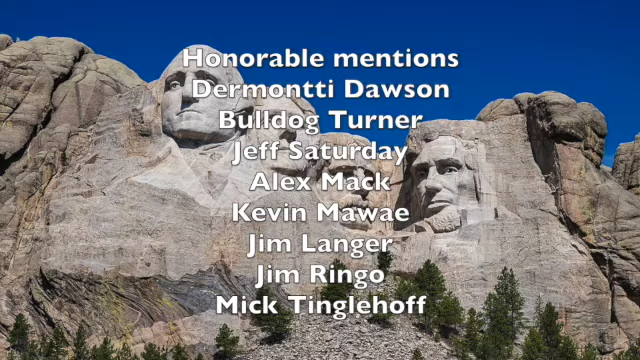 Honorable mentions
Dermontti Dawson
Bulldog Turner
Jeff Saturday
Alex Mack
Kevin Mawae
Jim Langer
Jim Ringo
Mick Tinglehoff